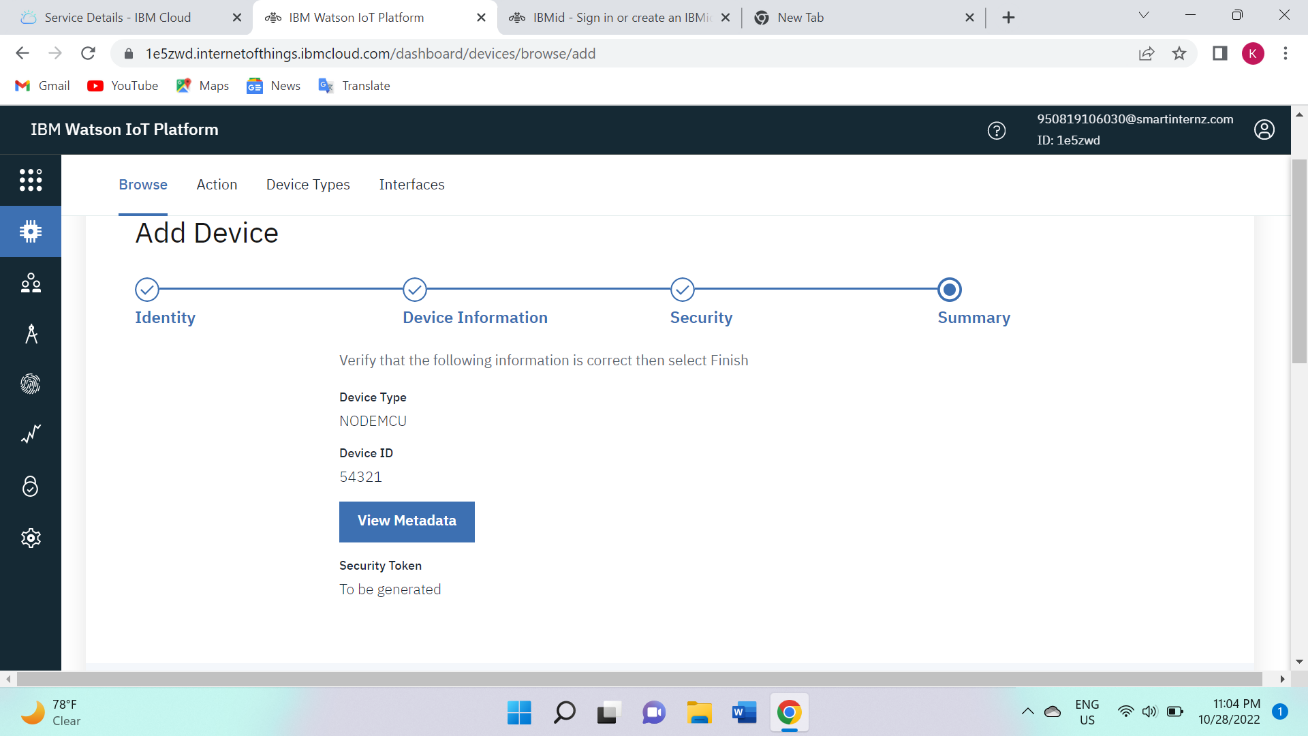 Service Details - IBM Cloud
IBM Watson IoT Platform
IBMid - Sign in or create an IBMi
New Tab
1e5zwd.internetofthings.ibmcloud.com/dashboard/devices/browse/add
K
Gmail
YouTube
Maps
News
Translate
IBM Watson IoT Platform
?
950819106030@smartinternz.com
ID: 1e5zwd
Browse
Action
Device Types
Interfaces
Add Device
Identity
Device Information
Security
Summary
Verify that the following information is correct then select Finish
Device Type
NODEMCU
Device ID
54321
View Metadata
Security Token
To be generated
78°F
Clear
ENG
US
11:04 PM
10/28/2022
1